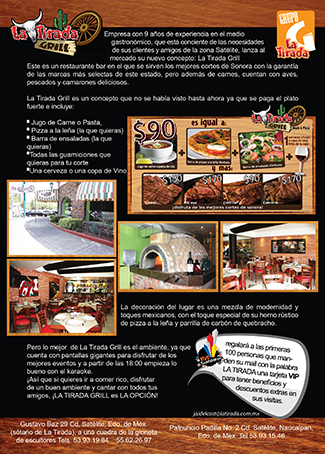 La Tirada
GRILL
GRUPO
La
Tirada
Empresa con 9 años de experiencia en el medio
gastronómico, que está conciente de las necesidades
de sus clientes y amigos de la zona Satélite, lanza al
mercado su nuevo concepto: La Tirada Grill
Este es un restaurante bar en el que se sirven los mejores cortes de Sonora con la garantía
de las marcas más selectas de este estado, pero además de carnes, cuentan con aves,
pescados y camarones deliciosos.
La Tirada Grill es un concepto que no se había visto hasta ahora ya que se paga el plato
fuerte e incluye:
* Jugo de Carne o Pasta,
* Pizza a la leña (la que quieras)
* Barra de ensaladas (la que
quieras)
*Todas las guarniciones que
quieras para tu corte
*Una cerveza o una copa de Vino
$90
es igual a:
La Tirada
GRILL
y más:
$150
$170
$90
$170
¡disfruta de los mejores cortes de sonora!
La decoración del lugar es una mezcla de modernidad y
toques mexicanos, con el toque especial de su horno rústico
de pizza a la leña y parrilla de carbón de quebracho.
Pero lo mejor de La Tirada Grill es el ambiente, ya que
cuenta con pantallas gigantes para disfrutar de los
mejores eventos y a partir de las 18:00 empieza lo
bueno con el karaoke.
¡Así que si quieres ir a comer rico, disfrutar
de un buen ambiente y cantar con todos tus
amigos, ¡LA TIRADA GRILL es LA OPCIÓN!
regalará a las primeras
100 personas que man-
den su mail con la palabra
LA TIRADA una tarjeta VIP
para tener beneficios y
descuentos extras en
sus visitas.
jaidelcont@latirada.com.mx
Gustavo Baz 29 Cd. Satélite, Edo. de Méx.
(sótano de La Tirada), a una cuadra de la glorieta
de escultores Tels. 53.93.19.84 55.62.26.97
Pafnuncio Padilla No. 2 Cd. Satélite, Naucalpan,
Edo. de Méx. Tel 53.93.15.46